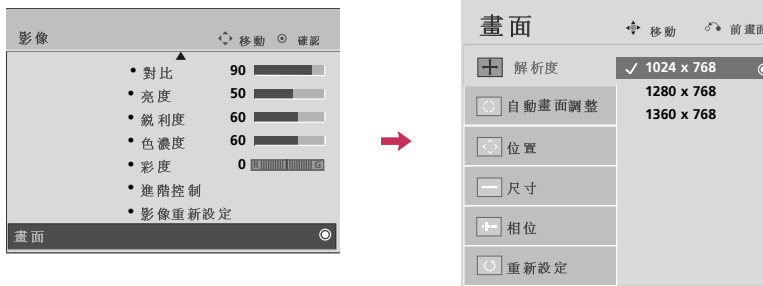 影像 移動 確認
對比 90
亮度 50
銳利度 60
色濃度 60
彩度 0 R G
進階控制
影像重新設定
畫面
畫面 移動 前畫面
解析度
自動畫面調整
位置
尺寸
相位
重新設定
1024 x 768
1280 x 768
1360 x 768